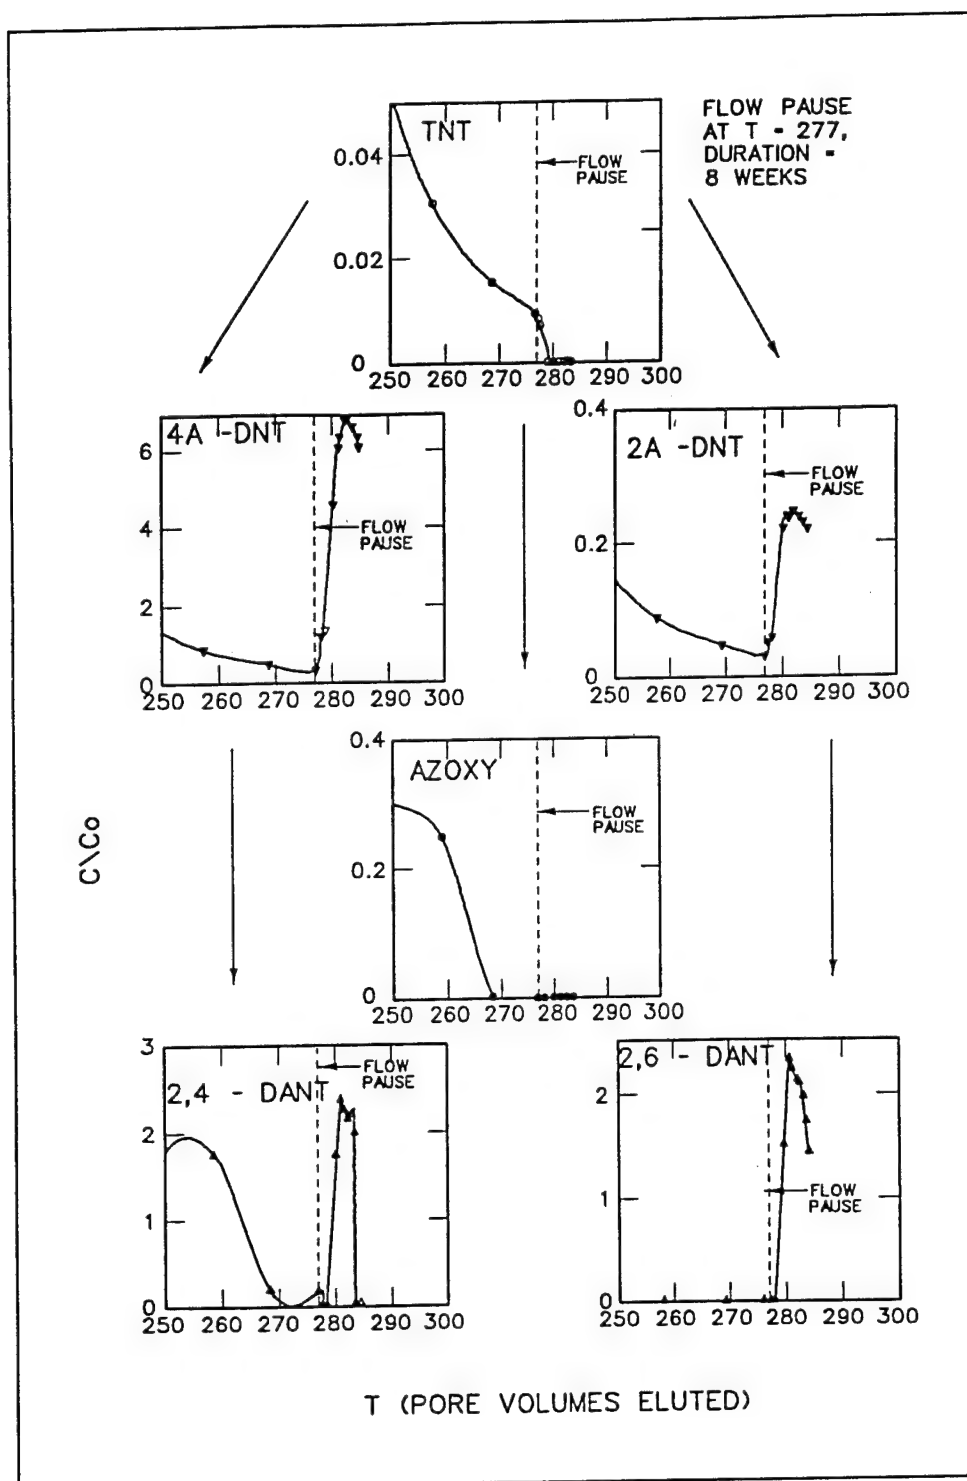 FLOW PAUSE
AT T - 277,
DURATION -
8 WEEKS
TNT
0.04
0.02
0
FLOW
PAUSE
250 260 270 280 290 300
4A -DNT
6
4
2
0
FLOW
PAUSE
250 260 270 280 290 300
2A -DNT
0.4
0.2
0
FLOW
PAUSE
250 260 270 280 290 300
AZOXY
0.4
0.2
0
FLOW
PAUSE
250 260 270 280 290 300
C\Co
2,4 - DANT
3
2
1
0
FLOW
PAUSE
250 260 270 280 290 300
2,6 - DANT
2
1
0
FLOW
PAUSE
250 260 270 280 290 300
T (PORE VOLUMES ELUTED)